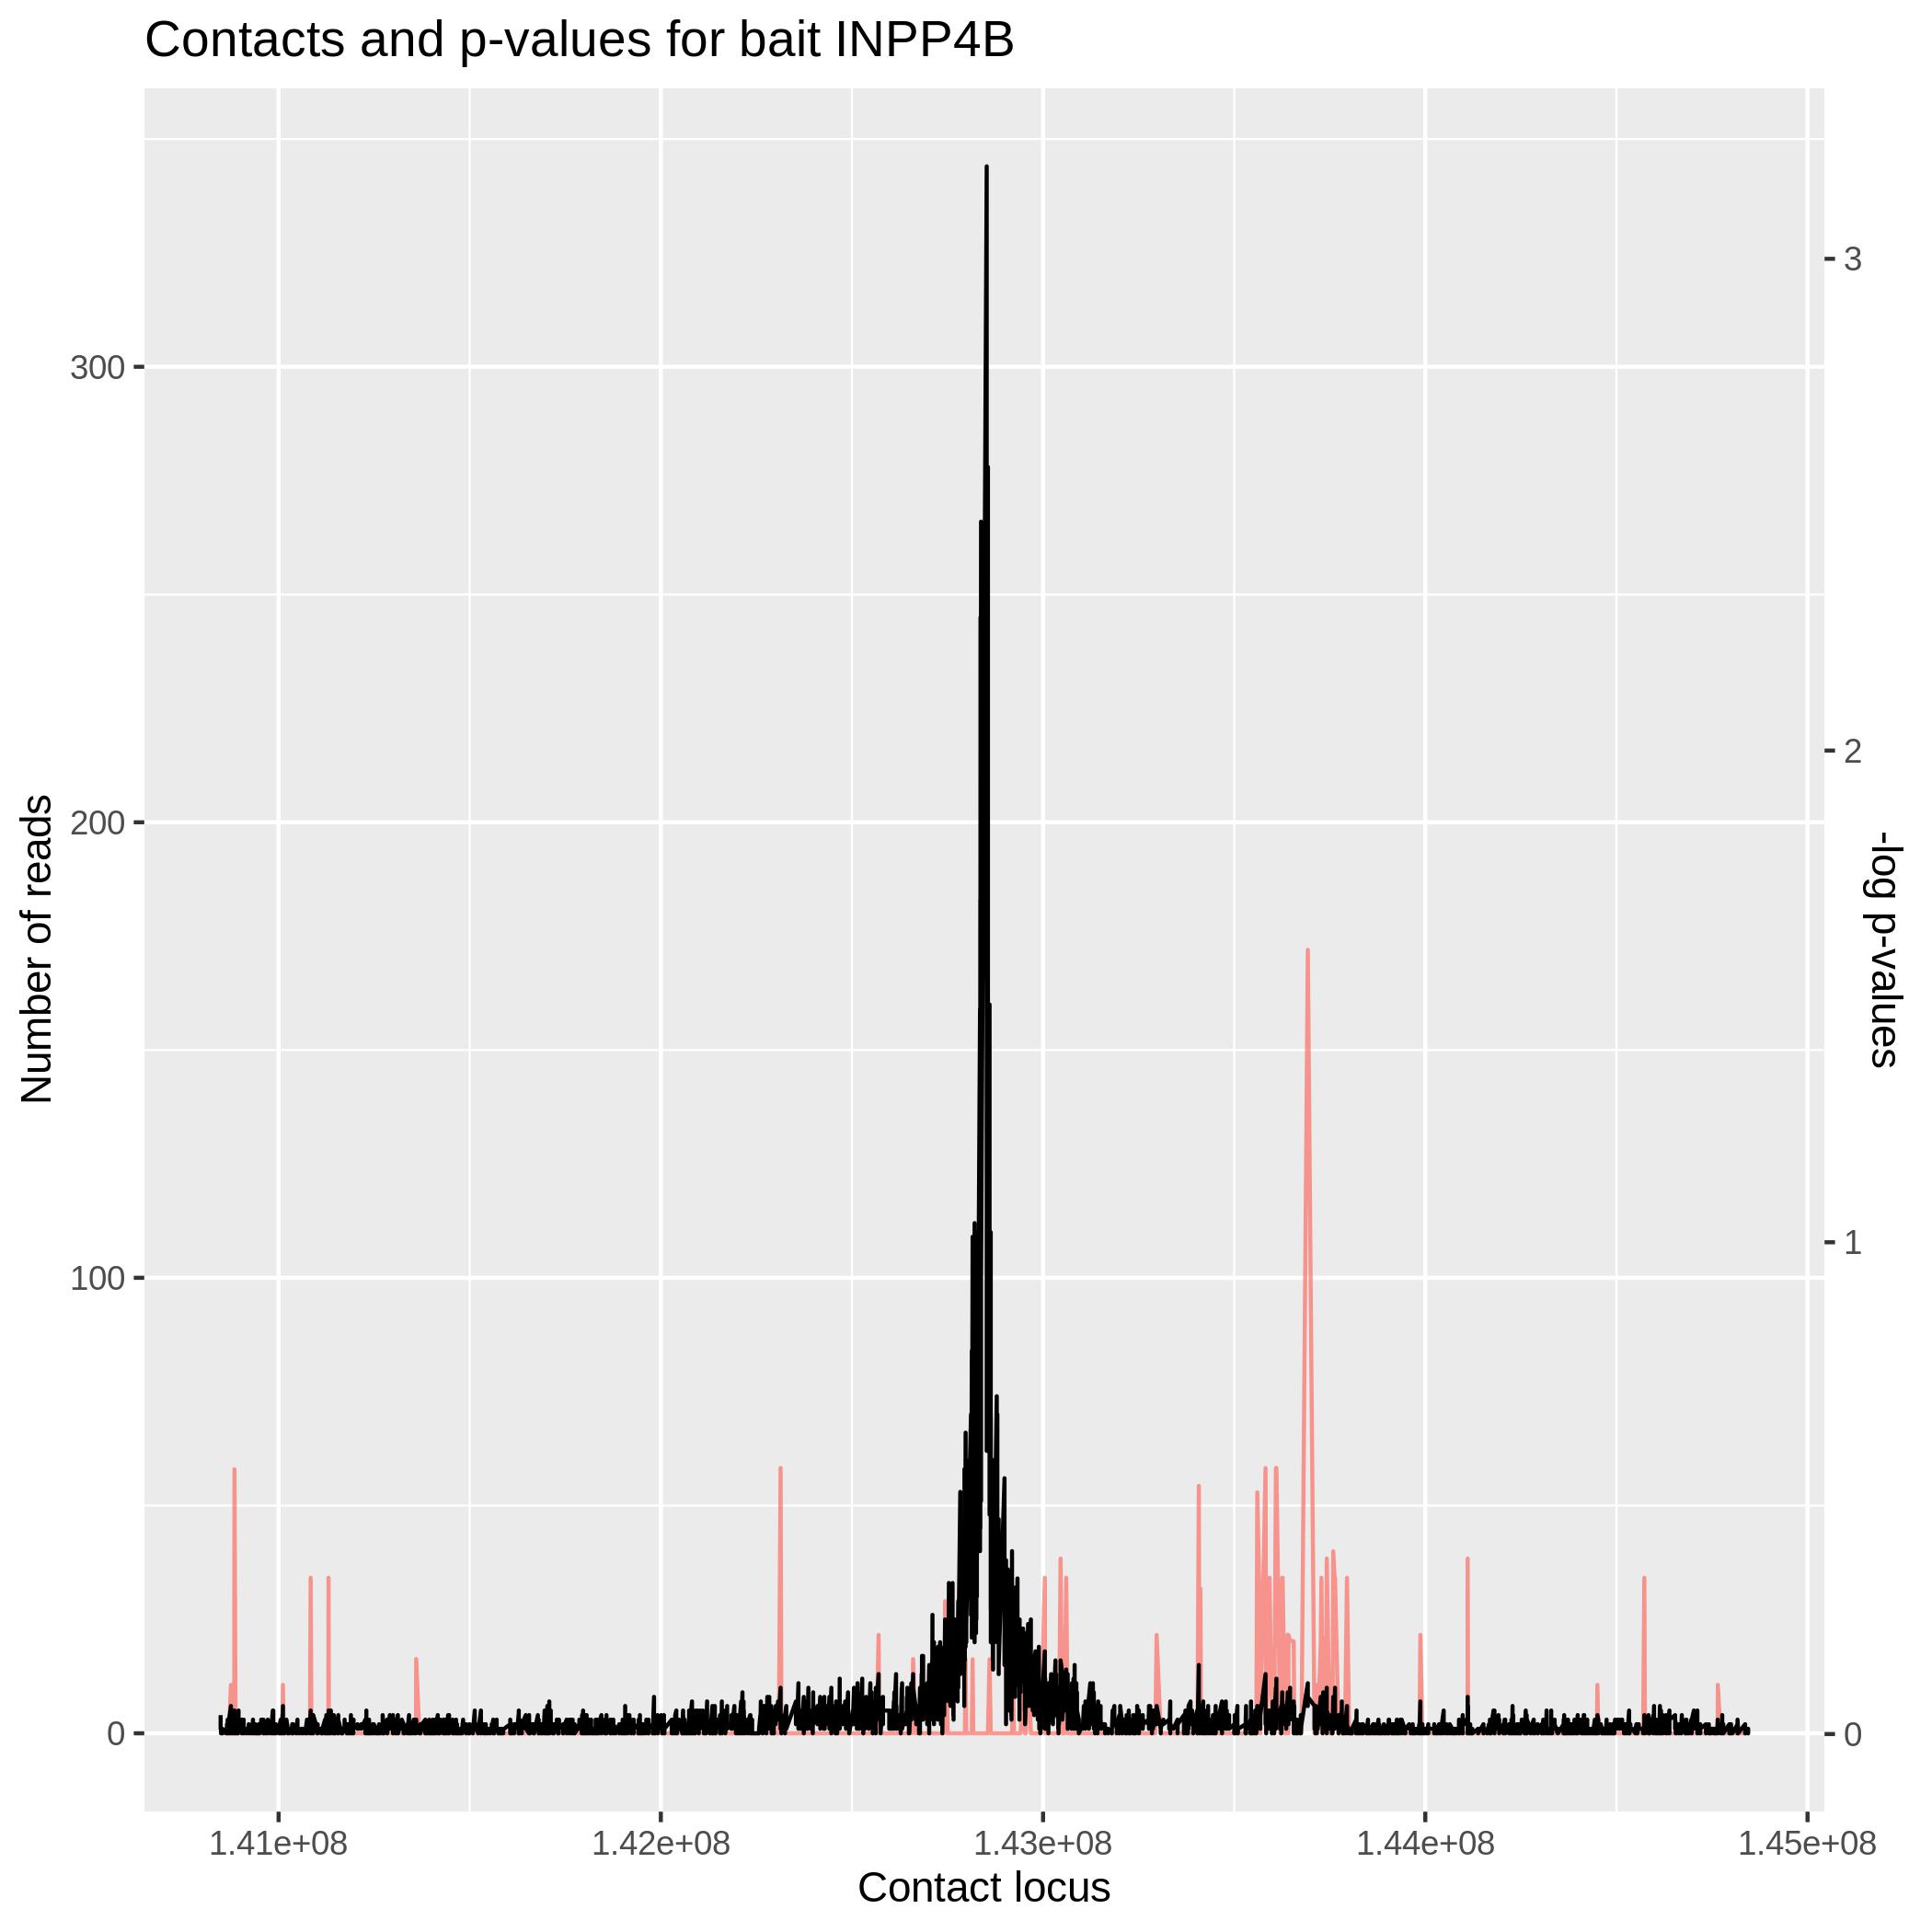 Contacts and p-values for bait INPP4B
Number of reads
300
200
100
0
3
2
1
0
-log p-values
1.41e+08 1.42e+08 1.43e+08 1.44e+08 1.45e+08
Contact locus